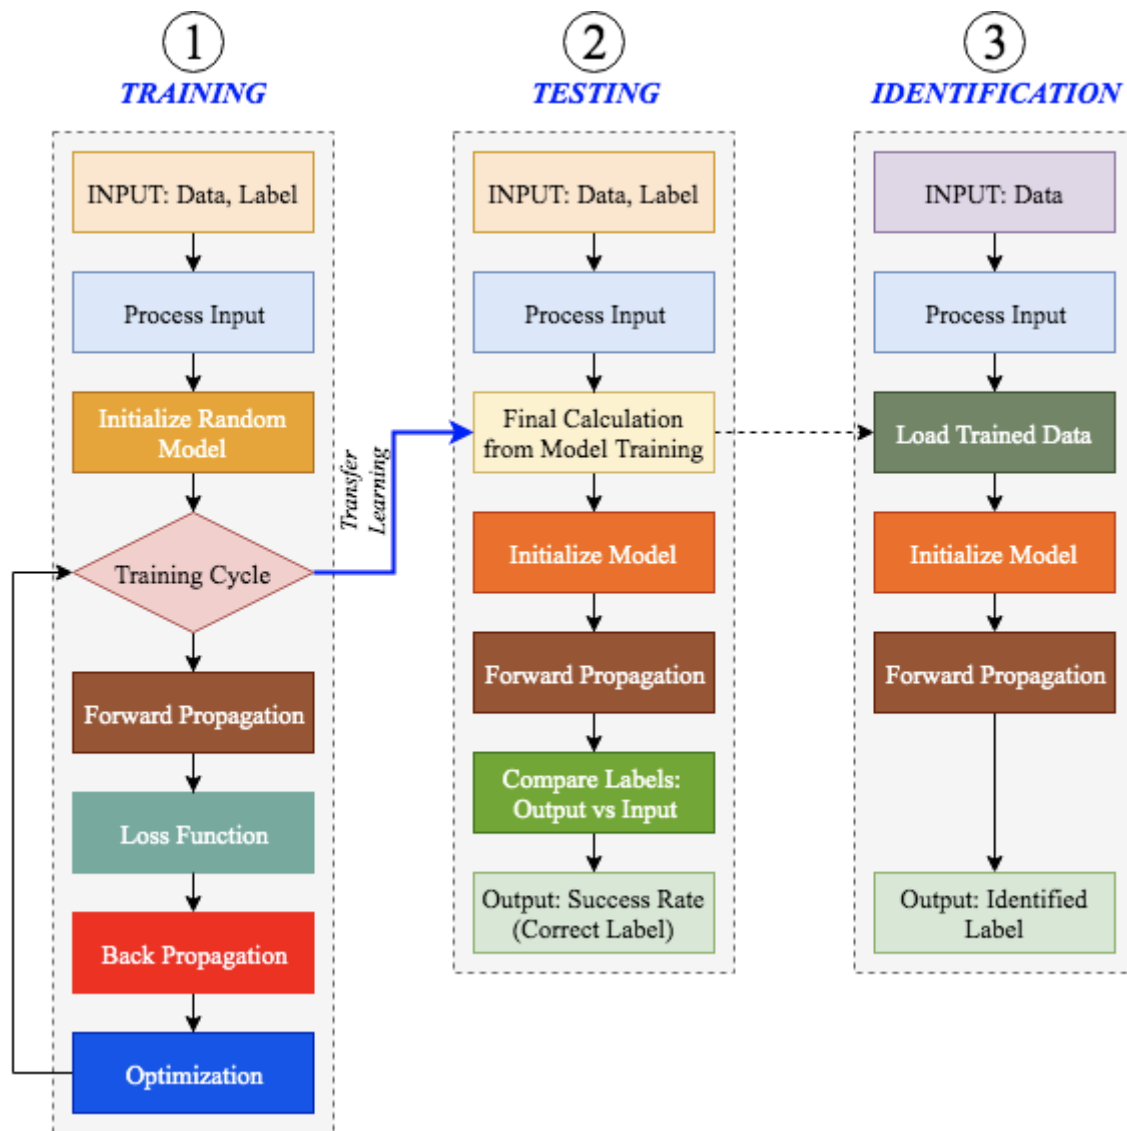 1
TRAINING
INPUT: Data, Label
Process Input
Initialize Random
Model
Training Cycle
Forward Propagation
Loss Function
Back Propagation
Optimization
Transfer
Learning
2
TESTING
INPUT: Data, Label
Process Input
Final Calculation
from Model Training
Initialize Model
Forward Propagation
Compare Labels:
Output vs Input
Output: Success Rate
(Correct Label)
3
IDENTIFICATION
INPUT: Data
Process Input
Load Trained Data
Initialize Model
Forward Propagation
Output: Identified
Label